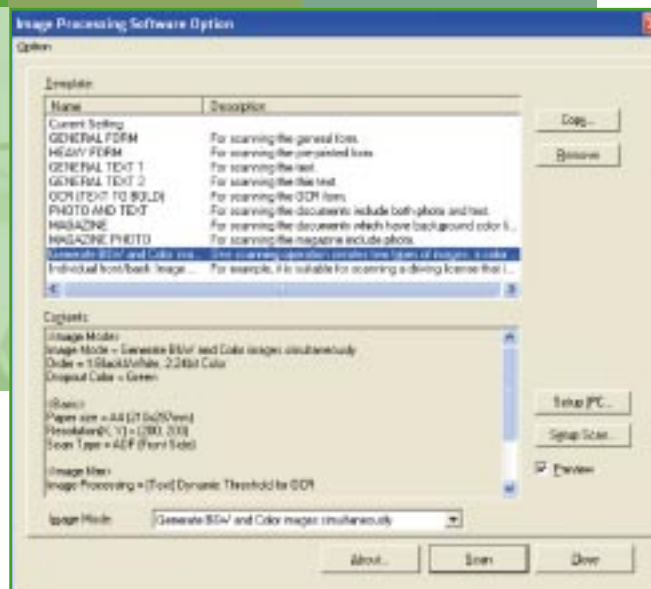 Image Processing Software Option
Option
Template:
Name Description
Current Setting
GENERAL FORM For scanning the general form.
HEAVY FORM For scanning the pre-printed form.
GENERAL TEXT 1 For scanning the text.
GENERAL TEXT 2 For scanning the thin text.
OCR (TEXT TO BOLD) For scanning the OCR form.
PHOTO AND TEXT For scanning the documents include both photo and text.
MAGAZINE For scanning the documents which have background color li...
MAGAZINE PHOTO For scanning the magazine include photo.
Generate B&W and Color ima... One scanning operation creates two types of images, a color
Individual front/back Image... For example, it is suitable for scanning a driving license that i...
Copy...
Remove
Contents:
<Image Mode>
Image Mode = Generate B&W and Color images simultaneously
Order = 1:Black&White, 2:24bit Color
Dropout Color = Green
<Basic>
Paper size = A4 (210x297mm)
Resolution(X, Y) = (200, 200)
Scan Type = ADF (Front Side)
<Image filter>
Image Processing = [Text] Dynamic Threshold for OCR
Setup IPC...
Setup Scan...
Preview
Image Mode: Generate B&W and Color images simultaneously
About... Scan Close